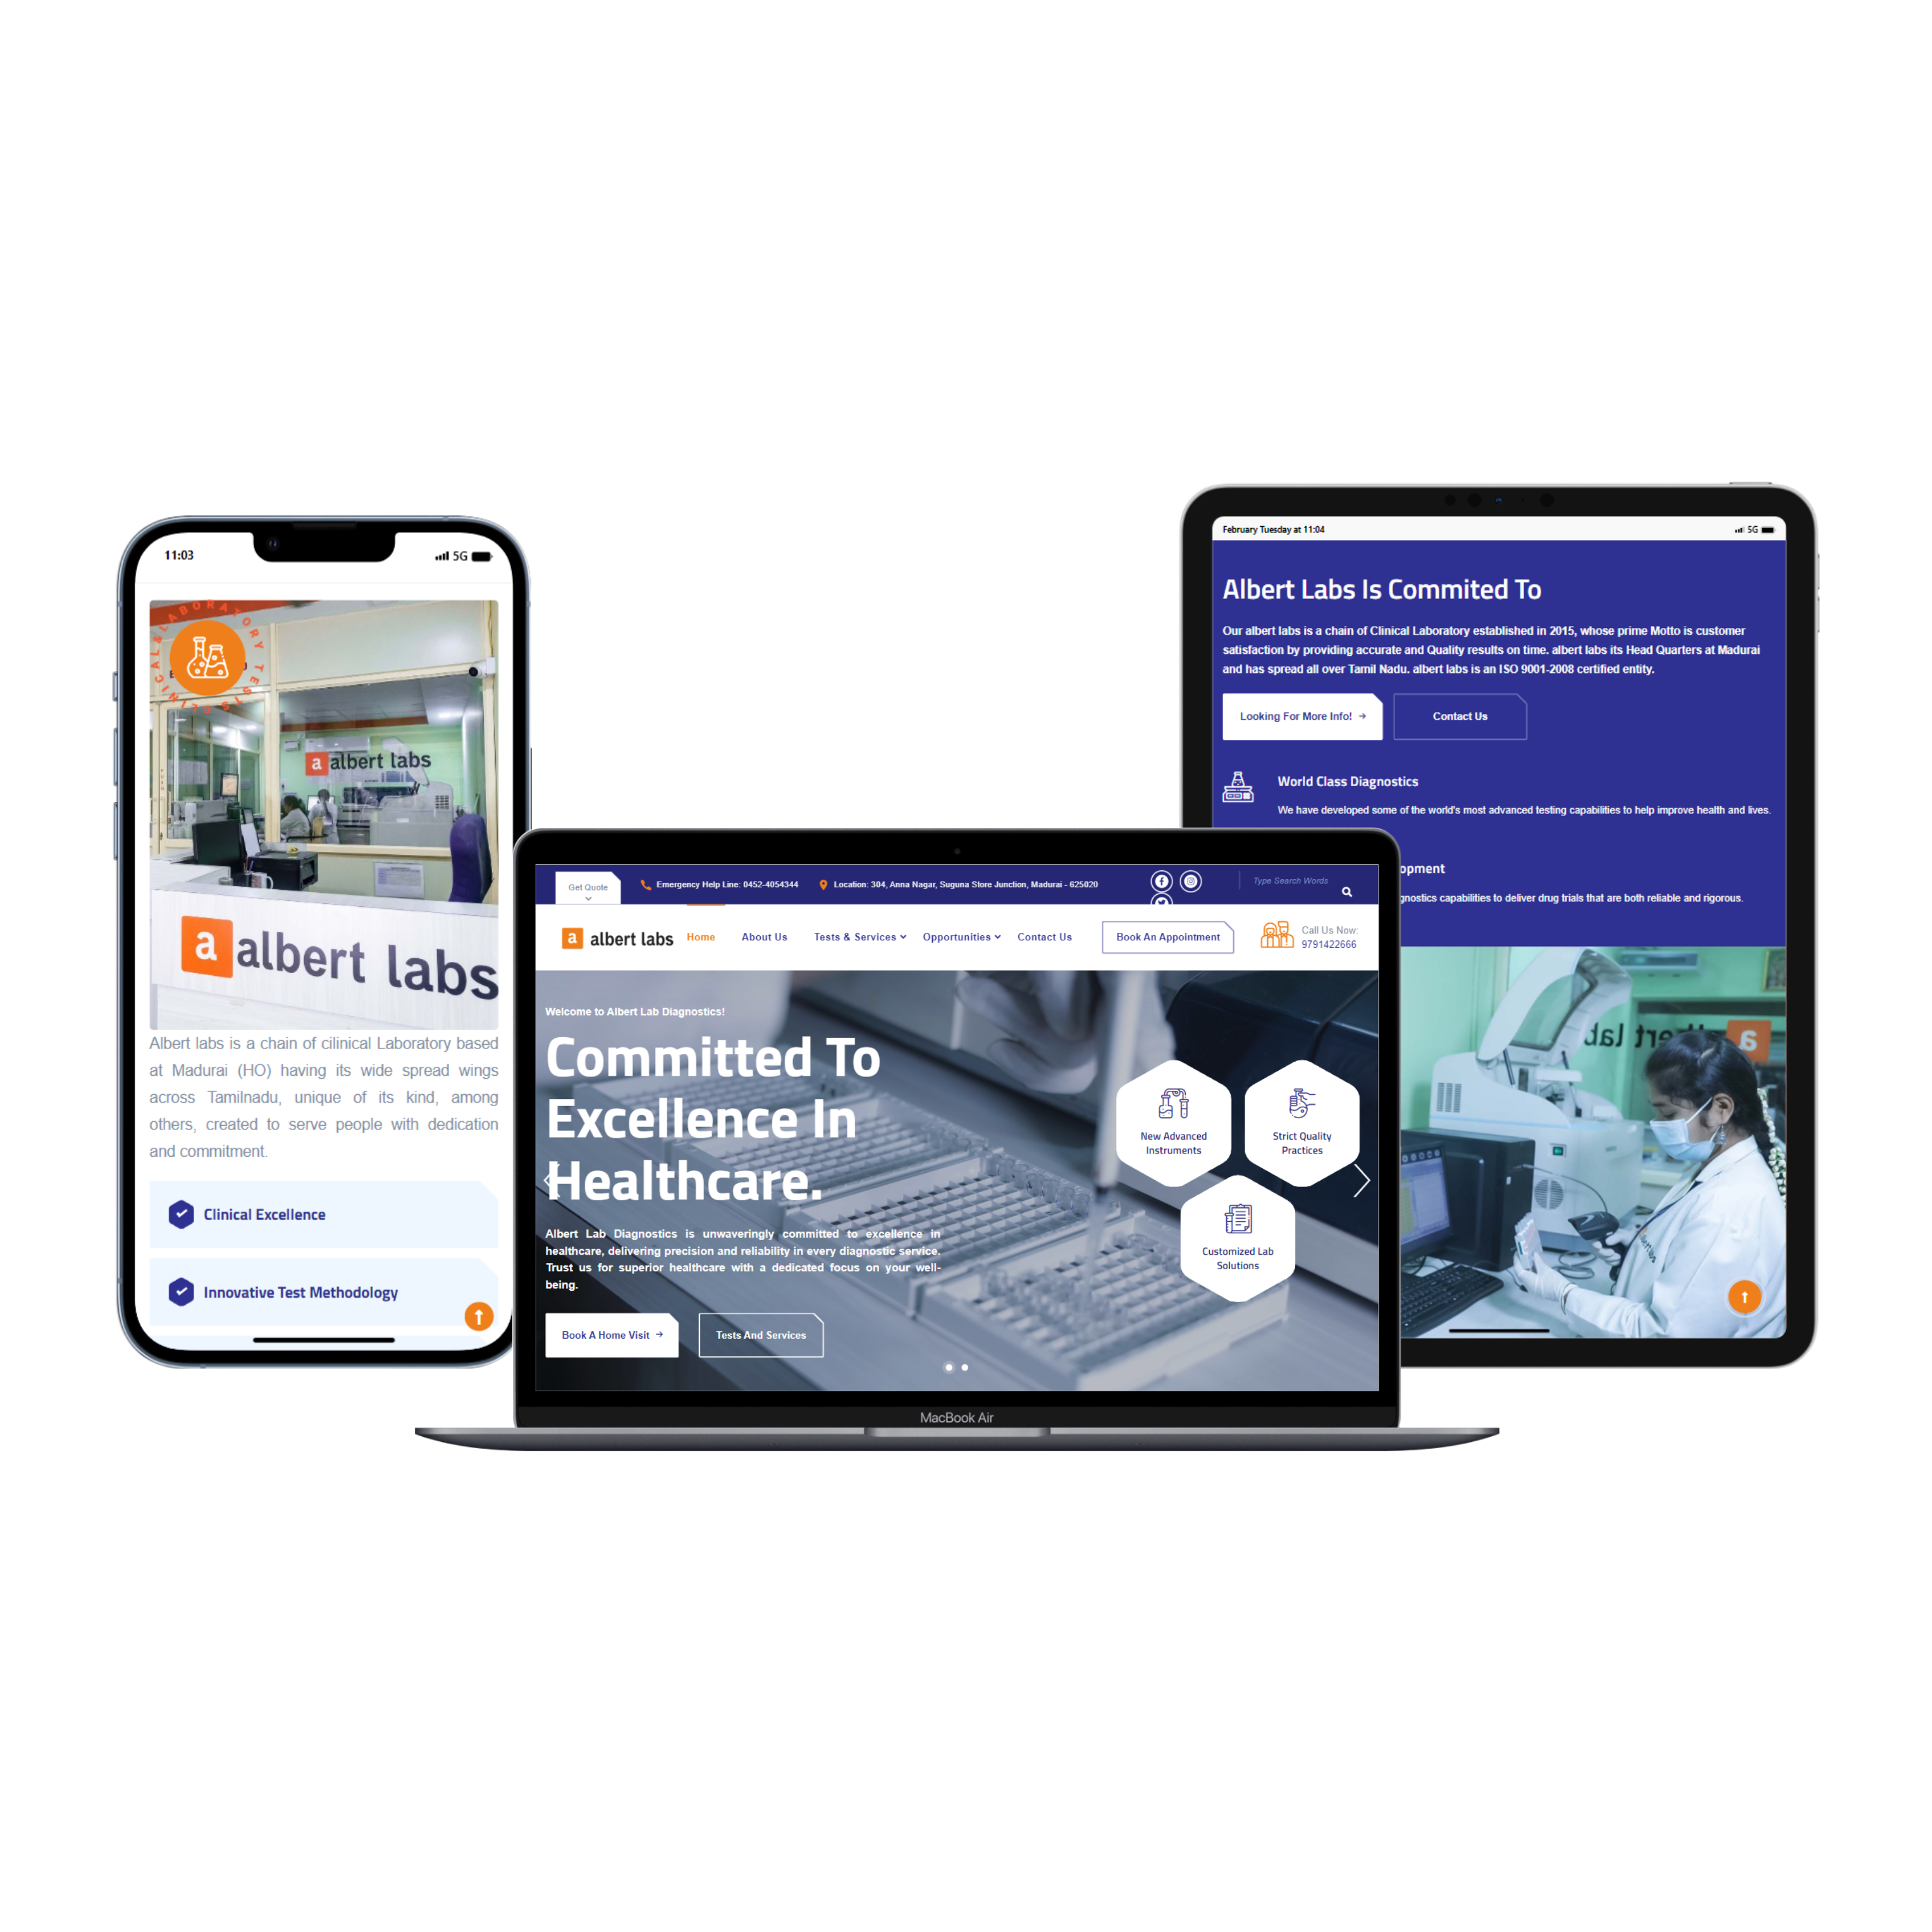 11:03
5G
CLINICAL & LABORATORY TESTS
a albert labs
a albert labs
Albert labs is a chain of cilinical Laboratory based
at Madurai (HO) having its wide spread wings
across Tamilnadu, unique of its kind, among
others, created to serve people with dedication
and commitment.
Clinical Excellence
Innovative Test Methodology
Get Quote
Emergency Help Line: 0452-4054344
Location: 304, Anna Nagar, Suguna Store Junction, Madurai - 625020
Type Search Words
a albert labs
Home
About Us
Tests & Services
Opportunities
Contact Us
Book An Appointment
Call Us Now:
9791422666
Welcome to Albert Lab Diagnostics!
Committed To
Excellence In
Healthcare.
Albert Lab Diagnostics is unwaveringly committed to excellence in
healthcare, delivering precision and reliability in every diagnostic service.
Trust us for superior healthcare with a dedicated focus on your well-
being.
Book A Home Visit
Tests And Services
New Advanced
Instruments
Strict Quality
Practices
Customized Lab
Solutions
MacBook Air
February Tuesday at 11:04
5G
Albert Labs Is Commited To
Our albert labs is a chain of Clinical Laboratory established in 2015, whose prime Motto is customer
satisfaction by providing accurate and Quality results on time. albert labs its Head Quarters at Madurai
and has spread all over Tamil Nadu. albert labs is an ISO 9001-2008 certified entity.
Looking For More Info!
Contact Us
World Class Diagnostics
We have developed some of the world's most advanced testing capabilities to help improve health and lives.
opment
gnostics capabilities to deliver drug trials that are both reliable and rigorous.